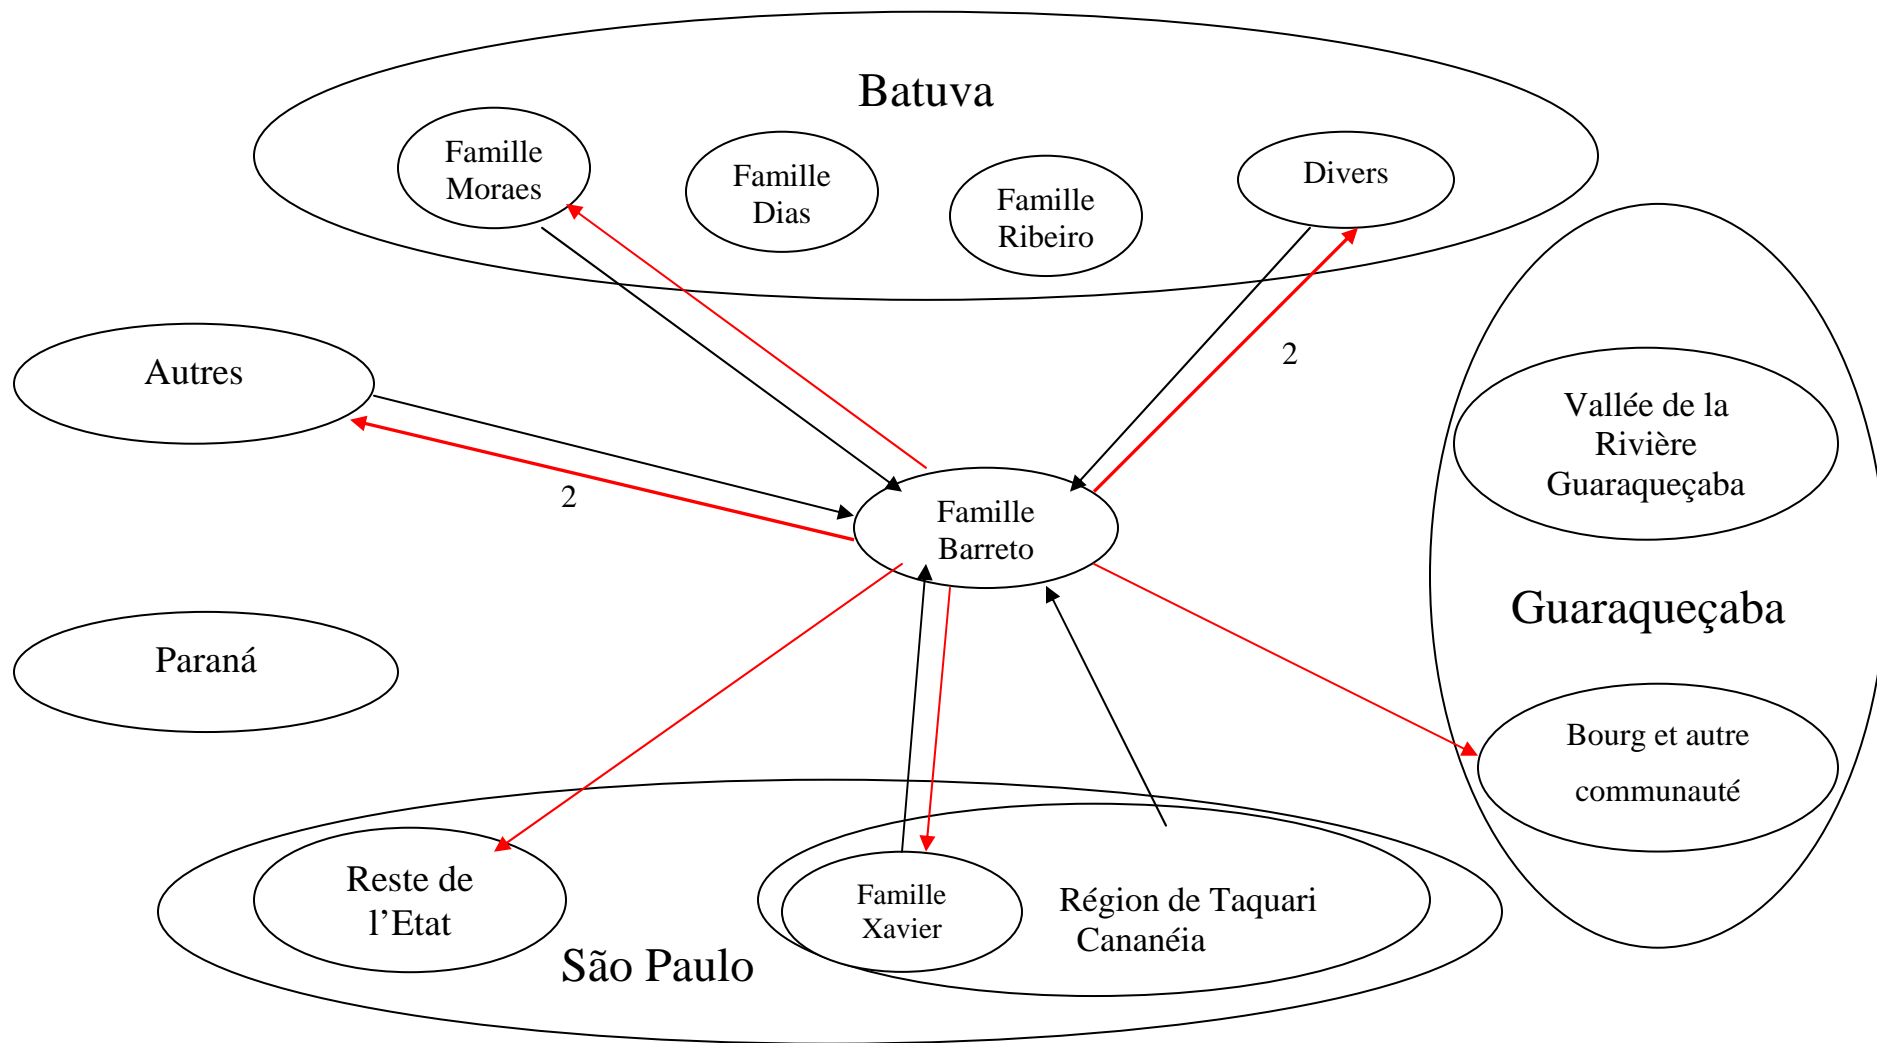 Batuva
Famille
Moraes
Famille
Dias
Famille
Ribeiro
Divers
Autres
2
2
Vallée de la
Rivière
Guaraqueçaba
Famille
Barreto
Guaraqueçaba
Paraná
Bourg et autre
communauté
Reste de
l’Etat
Famille
Xavier
Région de Taquari
Cananéia
São Paulo